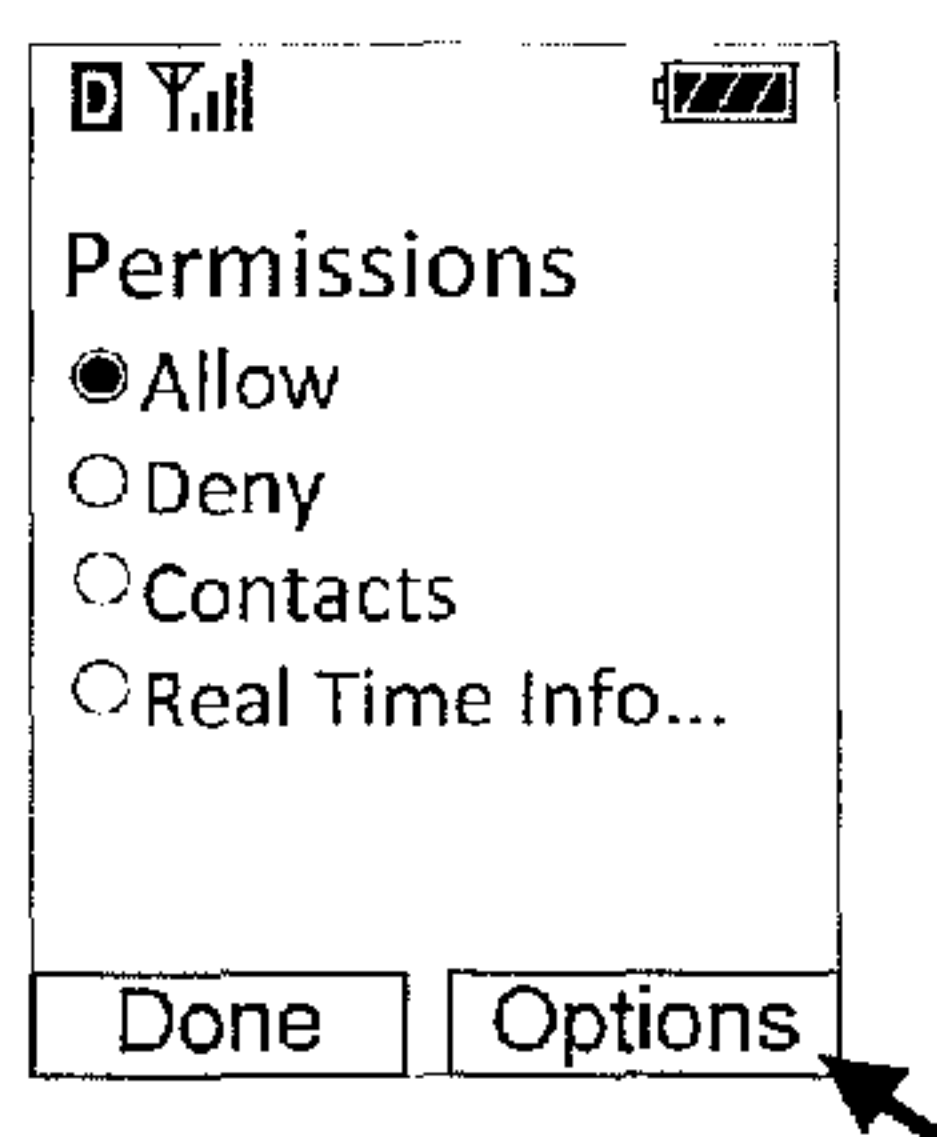 D
Permissions
Allow
Deny
Contacts
Real Time Info...
Done Options